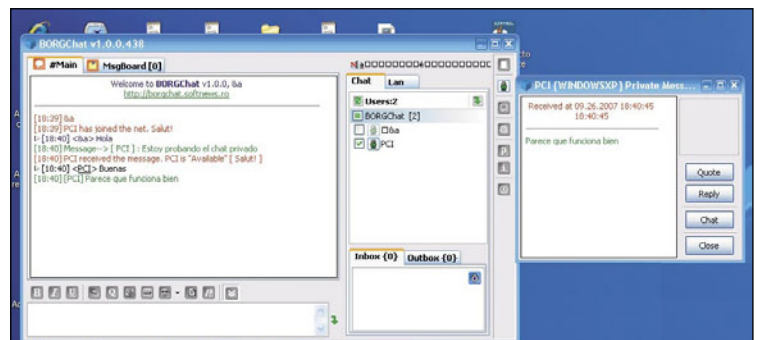 BORGChat v1.0.0.438
#Main
MsgBoard [0]
Welcome to BORGChat v1.0.0, &a
http://borgchat.softnews.ro
[18:39] &a
[18:39] PCI has joined the net. Salut!
[18:40] <&a> Hola
[18:40] Message--> [ PCI ] : Estoy probando el chat privado
[18:40] PCI received the message. PCI is "Available" [ Salut! ]
[18:40] <PCI> Buenas
[18:40] [PCI] Parece que funciona bien
B I U
Chat Lan
Users:2
BORGChat [2]
&a
PCI
Inbox {0} Outbox {0}
PCI (WINDOWSXP) Private Mess...
Received at 09.26.2007 18:40:45
18:40:45
Parece que funciona bien
Quote
Reply
Chat
Close